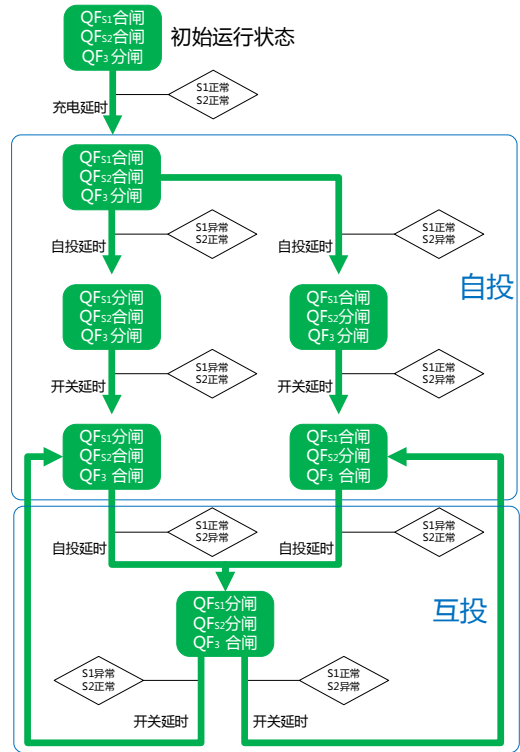 QFS1合闸
QFS2合闸
QF3 分闸
初始运行状态
S1正常
S2正常
充电延时
QFS1合闸
QFS2合闸
QF3 分闸
S1异常
S2正常
自投延时
S1正常
S2异常
自投延时
自投
QFS1分闸
QFS2合闸
QF3 分闸
QFS1合闸
QFS2分闸
QF3 分闸
S1异常
S2正常
开关延时
S1正常
S2异常
开关延时
QFS1分闸
QFS2合闸
QF3 合闸
QFS1合闸
QFS2分闸
QF3 合闸
S1正常
S2异常
自投延时
S1异常
S2正常
自投延时
QFS1分闸
QFS2分闸
QF3 合闸
互投
S1异常
S2正常
S1正常
S2异常
开关延时
开关延时